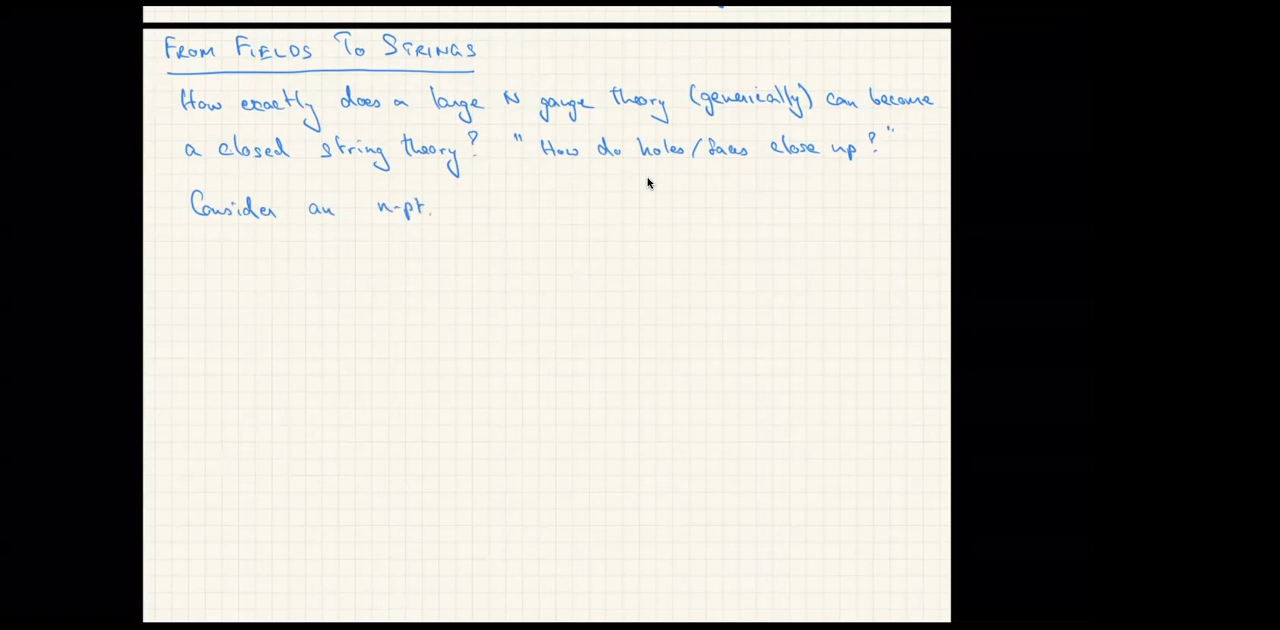 FROM FIELDS TO STRINGS
How exactly does a large N gauge theory (generically) can become
a closed string theory? "How do holes/faces close up?"
Consider an n-pt.